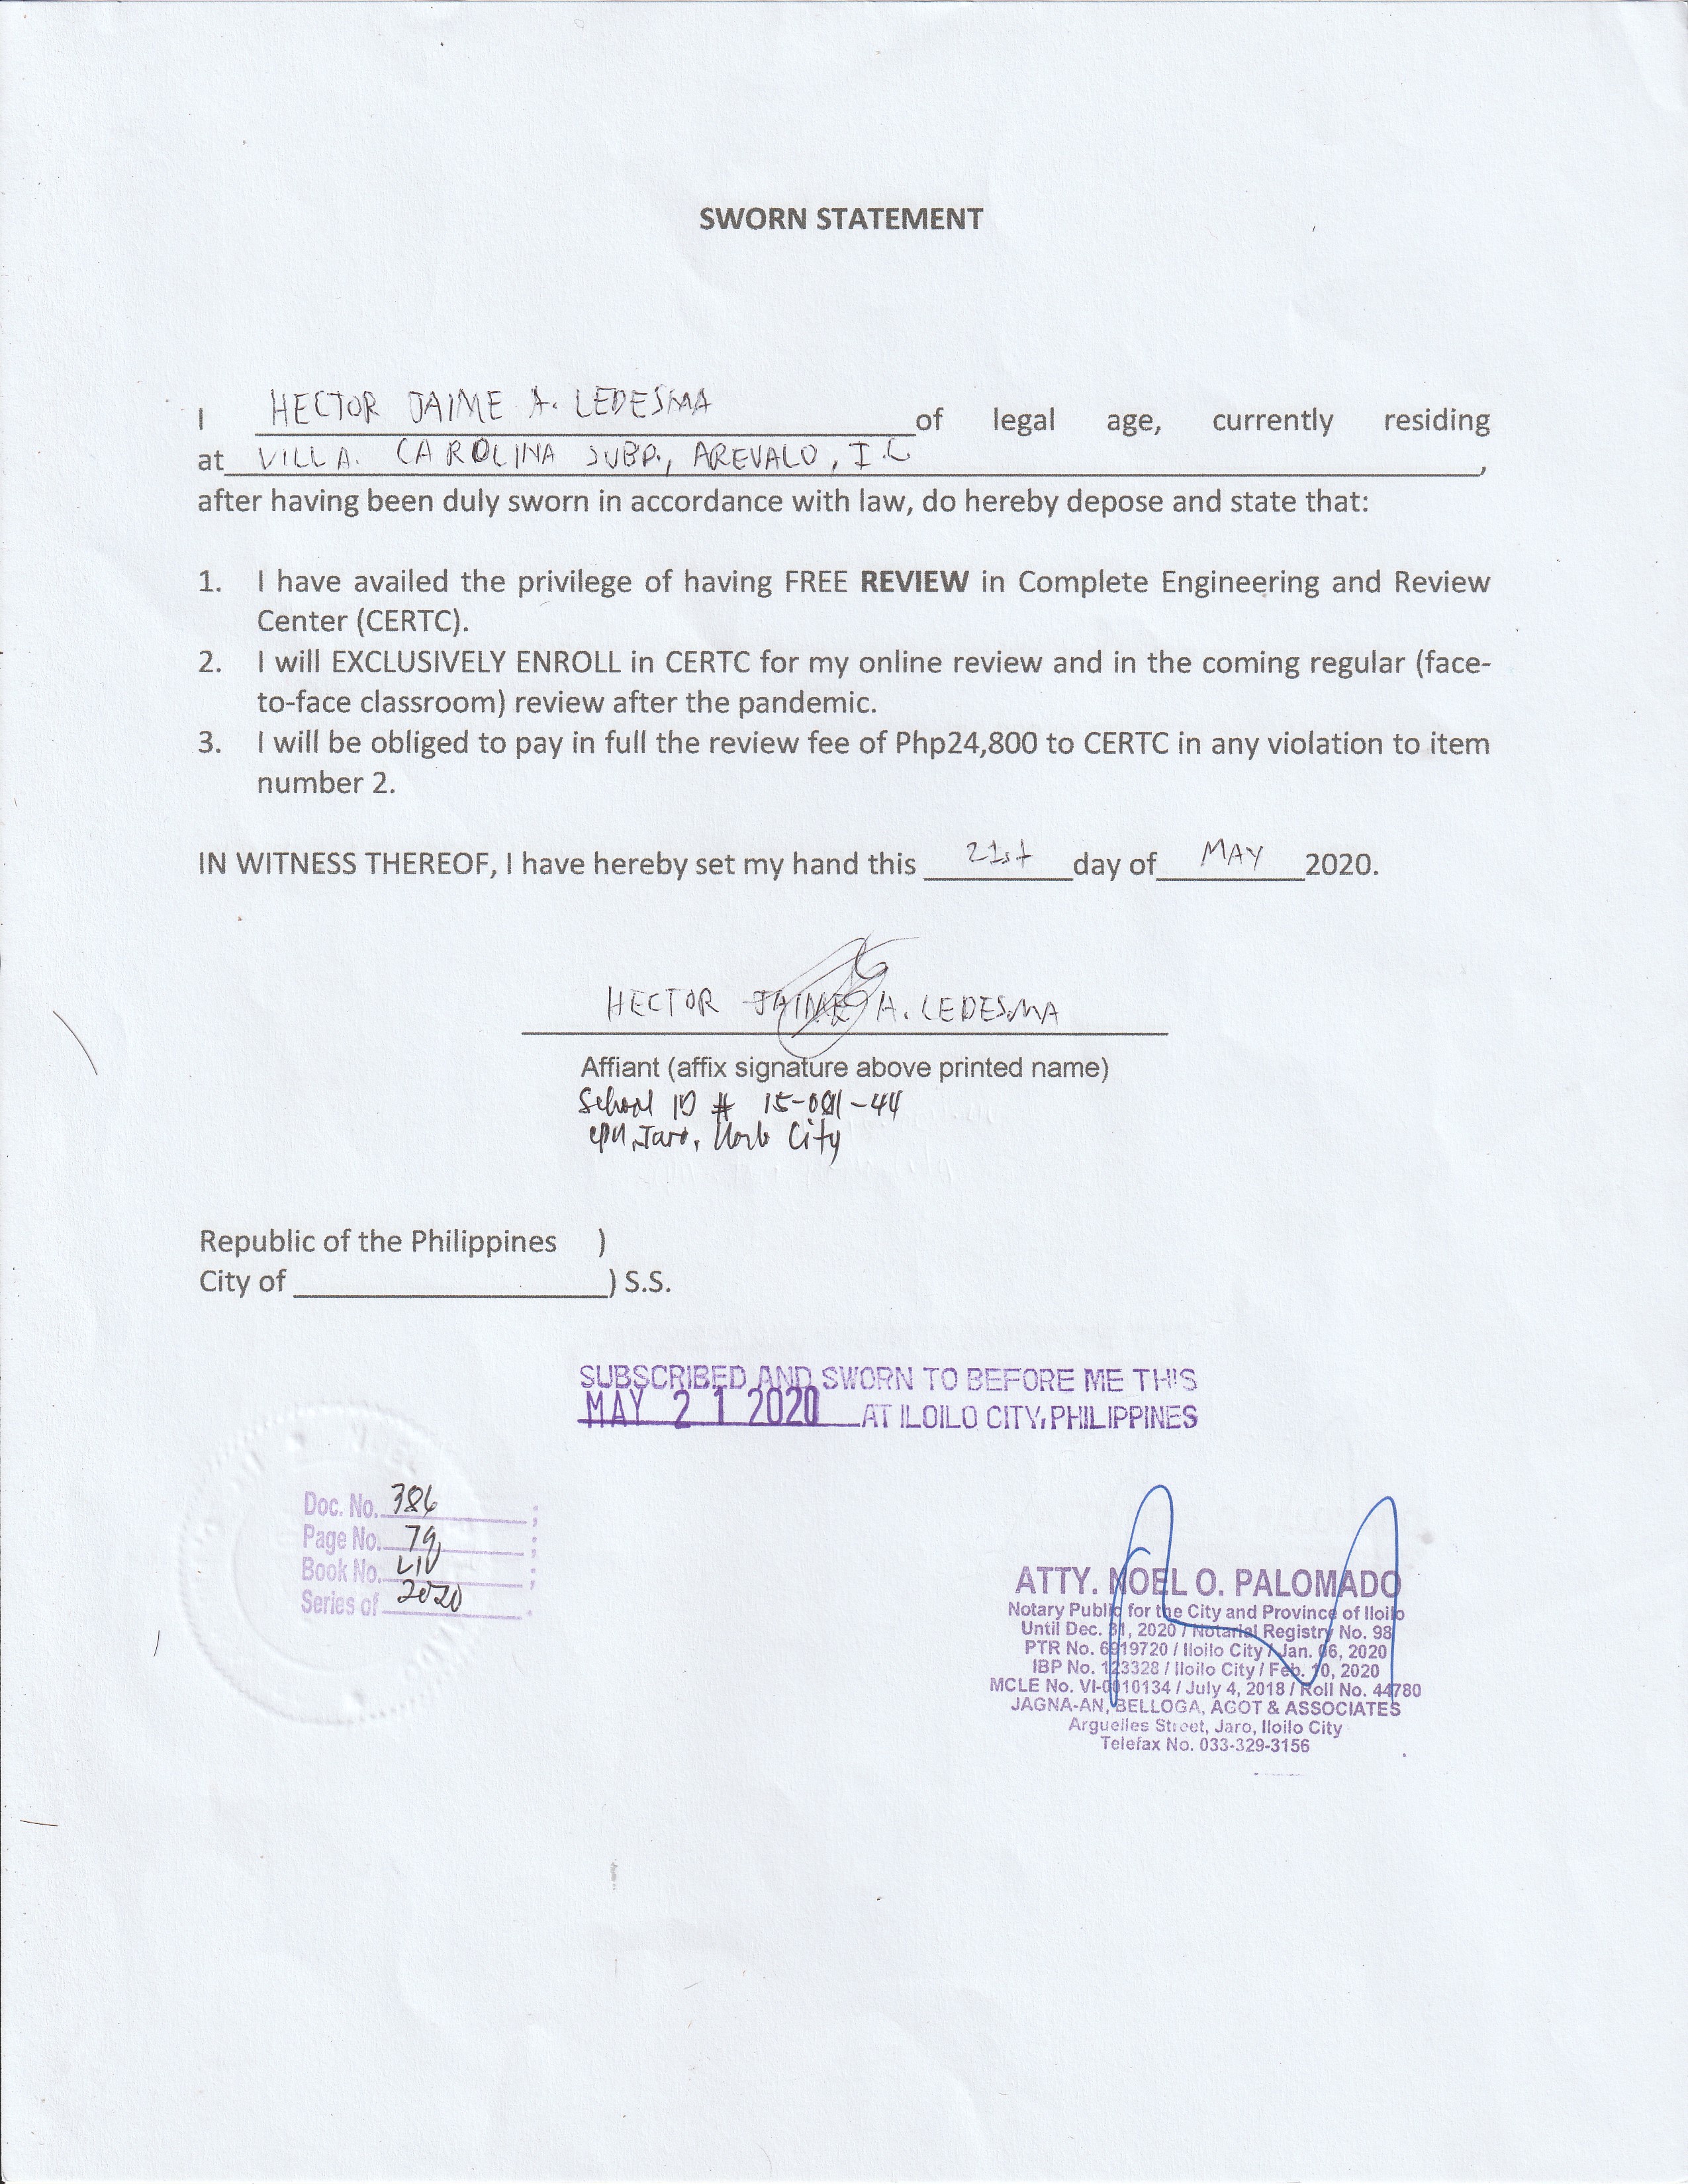 SWORN STATEMENT
I HECTOR JAIME A. LEDESMA of legal age, currently residing
at VILLA. CAROLINA SUBD., AREVALO, I.C ,
after having been duly sworn in accordance with law, do hereby depose and state that:
1. I have availed the privilege of having FREE REVIEW in Complete Engineering and Review
Center (CERTC).
2. I will EXCLUSIVELY ENROLL in CERTC for my online review and in the coming regular (face-
to-face classroom) review after the pandemic.
3. I will be obliged to pay in full the review fee of Php24,800 to CERTC in any violation to item
number 2.
IN WITNESS THEREOF, I have hereby set my hand this 21st day of MAY 2020.
HECTOR JAIME A. LEDESMA
Affiant (affix signature above printed name)
School ID # 15-0 -44
Jaro, Iloilo City
Republic of the Philippines )
City of ) S.S.
SUBSCRIBED AND SWORN TO BEFORE ME THIS
MAY 21 2020 AT ILOILO CITY, PHILIPPINES
Doc. No. 386 ;
Page No. 79 ;
Book No. LIV ;
Series of 2020 .
ATTY. NOEL O. PALOMADO
Notary Public for the City and Province of Iloilo
Until Dec. 31, 2020 / Notarial Registry No. 98
PTR No. 6919720 / Iloilo City / Jan. 06, 2020
IBP No. 123328 / Iloilo City / Feb. 10, 2020
MCLE No. VI-0010134 / July 4, 2018 / Roll No. 44780
JAGNA-AN, BELLOGA, AGOT & ASSOCIATES
Arguelles Street, Jaro, Iloilo City
Telefax No. 033-329-3156